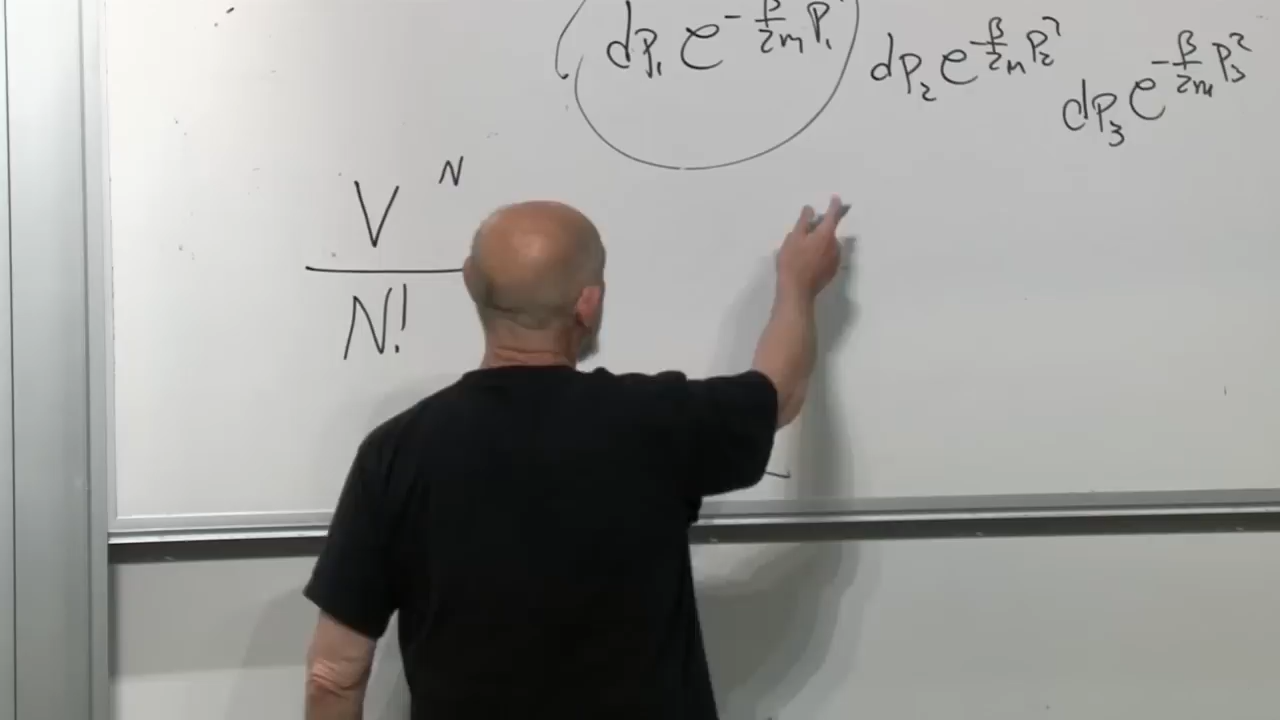 dp₁ e^{-β/2m p₁²} dp₂ e^{-β/2m p₂²} dp₃ e^{-β/2m p₃²}
V^N
N!